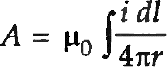 A = μ₀ ∫ i dl / 4πr